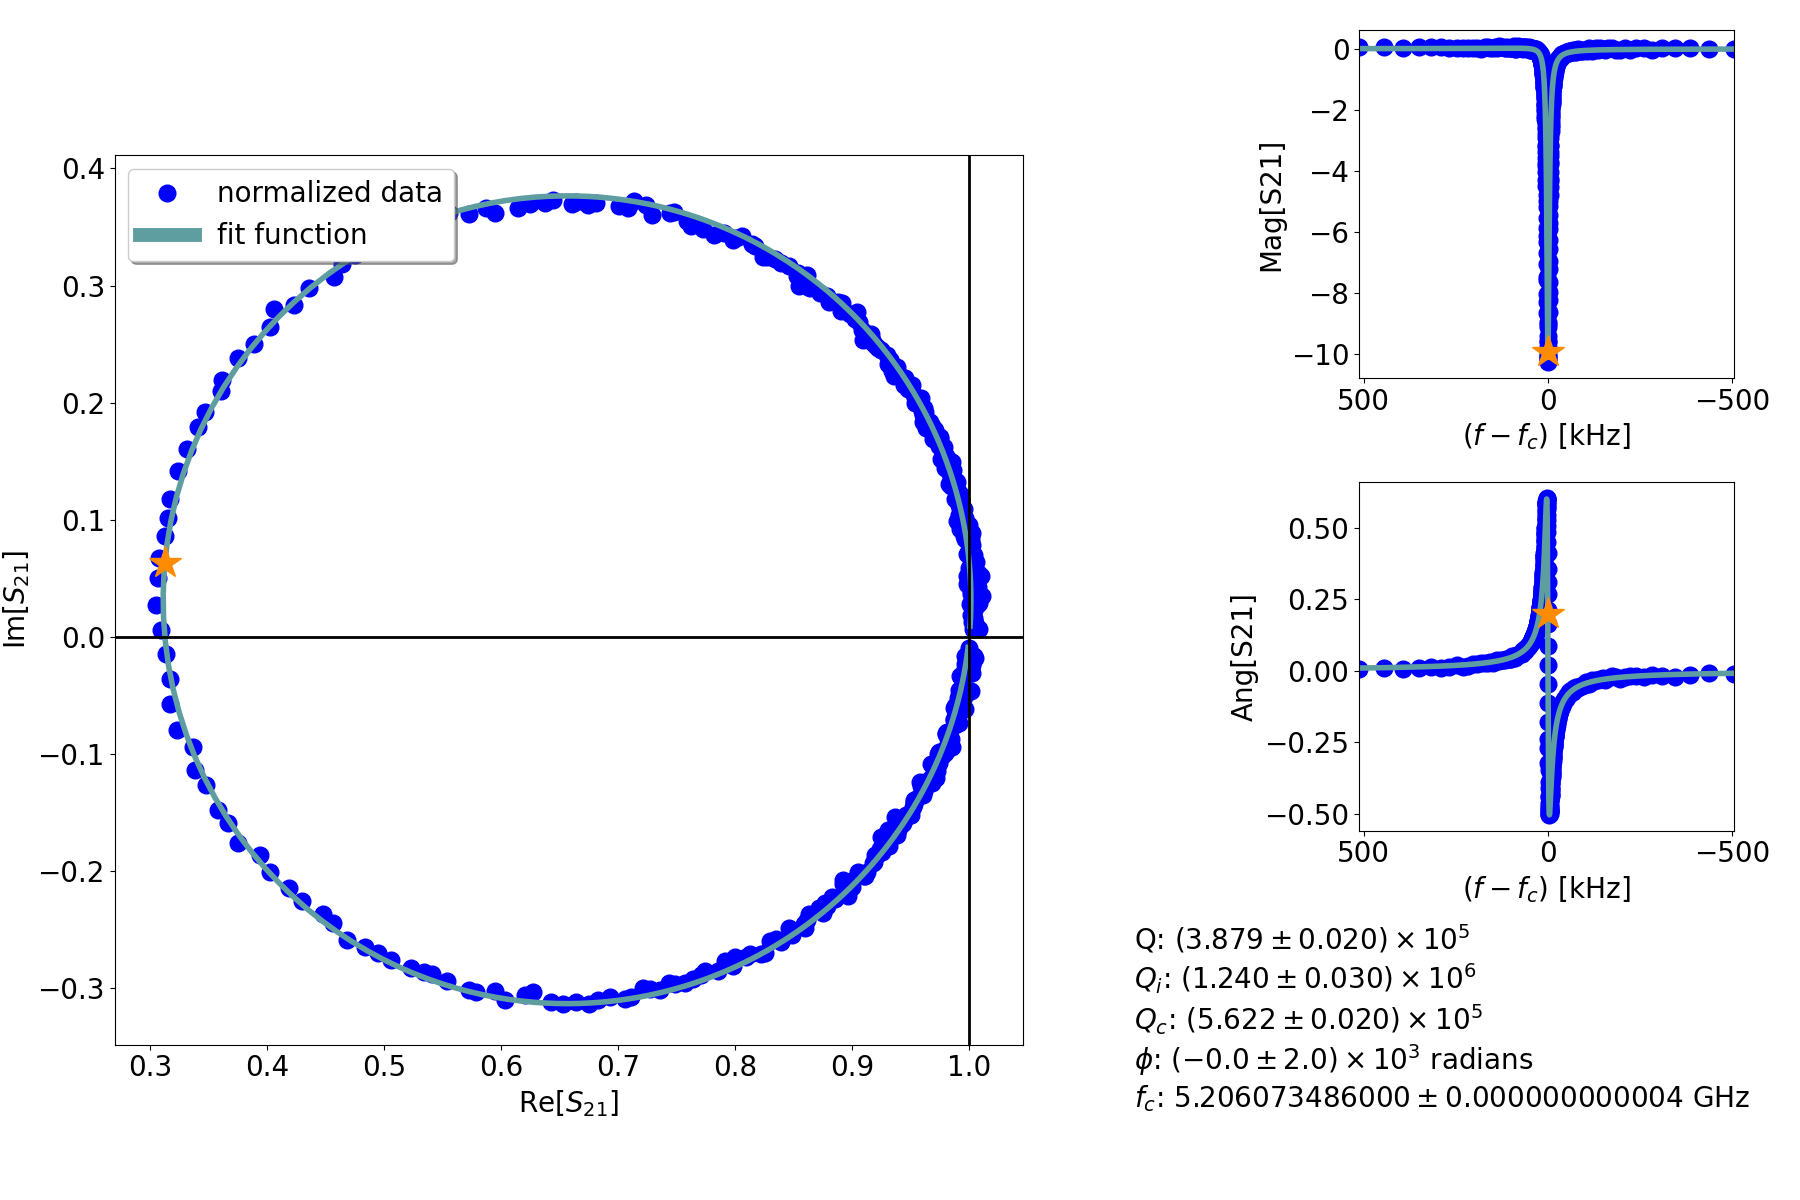 normalized data
fit function
0.4
0.3
0.2
0.1
0.0
−0.1
−0.2
−0.3
Im[S21]
0.3 0.4 0.5 0.6 0.7 0.8 0.9 1.0
Re[S21]
0
−2
−4
−6
−8
−10
Mag[S21]
500 0 −500
(f − fc) [kHz]
0.50
0.25
0.00
−0.25
−0.50
Ang[S21]
500 0 −500
(f − fc) [kHz]
Q: (3.879 ± 0.020) × 10^5
Qi: (1.240 ± 0.030) × 10^6
Qc: (5.622 ± 0.020) × 10^5
ϕ: (−0.0 ± 2.0) × 10^3 radians
fc: 5.206073486000 ± 0.000000000004 GHz